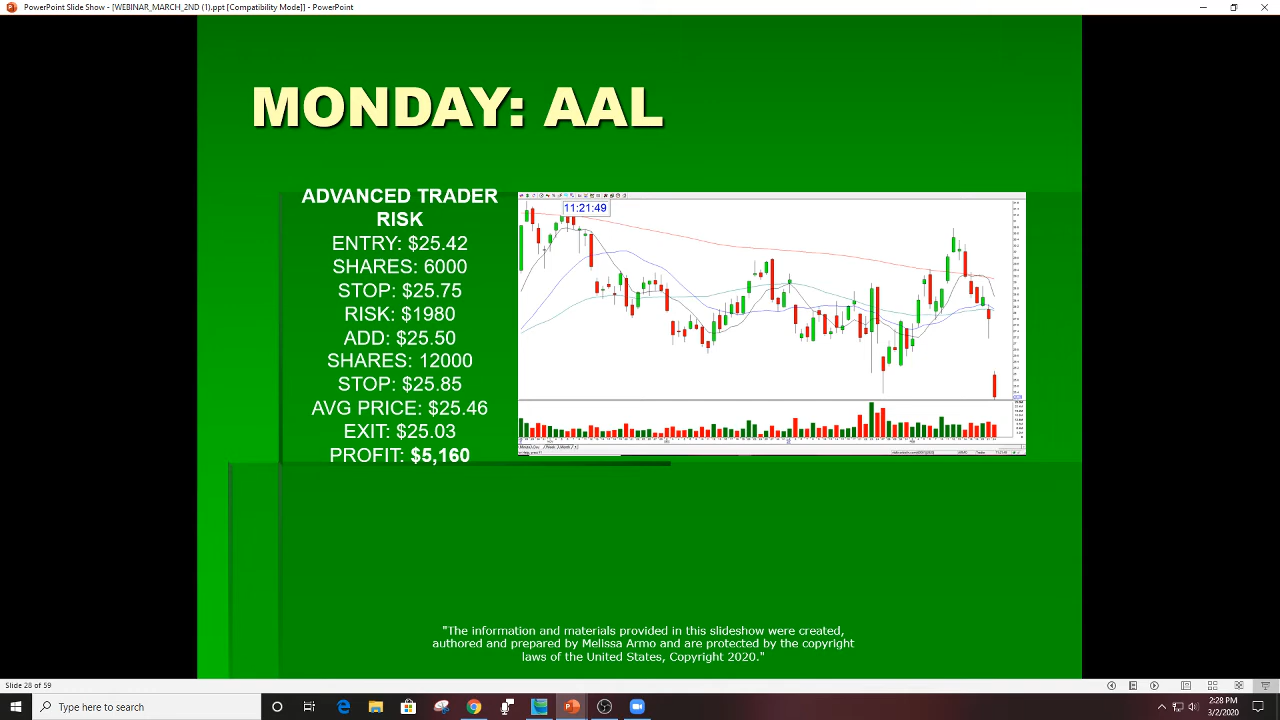 PowerPoint Slide Show - [WEBINAR_MARCH_2ND (1).ppt [Compatibility Mode]] - PowerPoint
MONDAY: AAL
ADVANCED TRADER
RISK
ENTRY: $25.42
SHARES: 6000
STOP: $25.75
RISK: $1980
ADD: $25.50
SHARES: 12000
STOP: $25.85
AVG PRICE: $25.46
EXIT: $25.03
PROFIT: $5,160
11:21:49
"The information and materials provided in this slideshow were created,
authored and prepared by Melissa Armo and are protected by the copyright
laws of the United States, Copyright 2020."
Slide 28 of 59
Type here to search
2:28 PM
3/2/2020